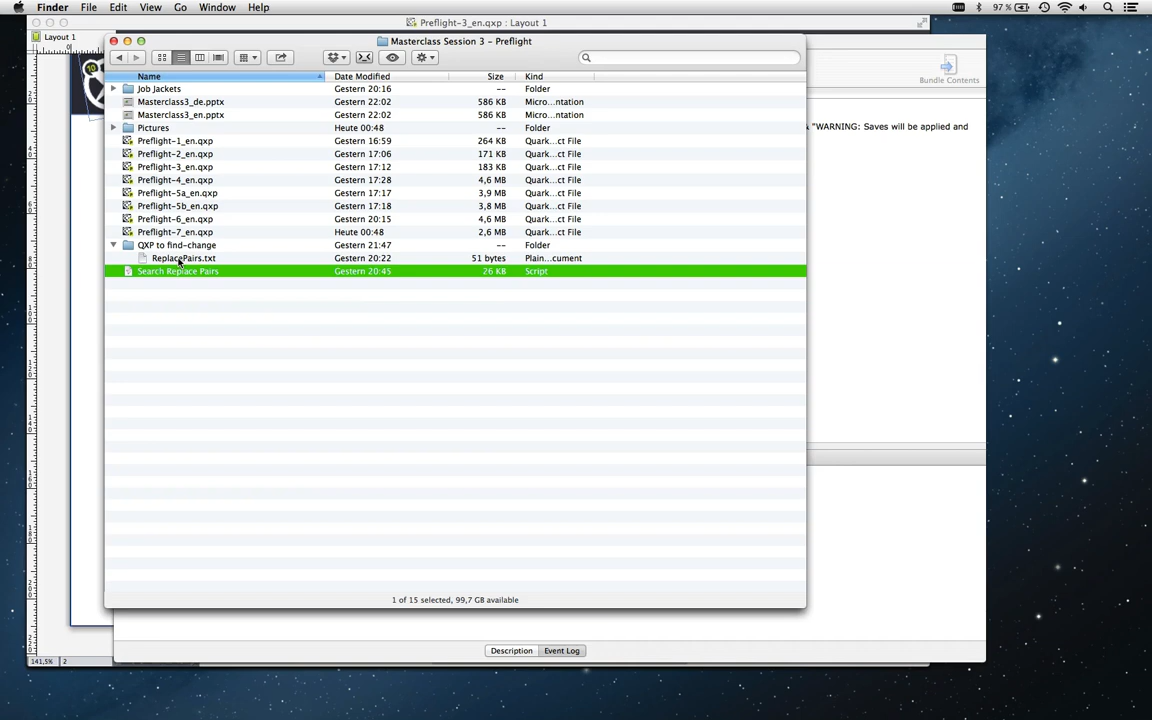 Finder File Edit View Go Window Help 97 %
Preflight-3_en.qxp : Layout 1
Layout 1
Masterclass Session 3 – Preflight
Bundle Contents
Name Date Modified Size Kind
Job Jackets Gestern 20:16 -- Folder
Masterclass3_de.pptx Gestern 22:02 586 KB Micro...ntation
Masterclass3_en.pptx Gestern 22:02 586 KB Micro...ntation
"WARNING: Saves will be applied and
Pictures Heute 00:48 -- Folder
Preflight-1_en.qxp Gestern 16:59 264 KB Quark...ct File
Preflight-2_en.qxp Gestern 17:06 171 KB Quark...ct File
Preflight-3_en.qxp Gestern 17:12 183 KB Quark...ct File
Preflight-4_en.qxp Gestern 17:28 4,6 MB Quark...ct File
Preflight-5a_en.qxp Gestern 17:17 3,9 MB Quark...ct File
Preflight-5b_en.qxp Gestern 17:18 3,8 MB Quark...ct File
Preflight-6_en.qxp Gestern 20:15 4,6 MB Quark...ct File
Preflight-7_en.qxp Heute 00:48 2,6 MB Quark...ct File
QXP to find-change Gestern 21:47 -- Folder
ReplacePairs.txt Gestern 20:22 51 bytes Plain...cument
Search Replace Pairs Gestern 20:45 26 KB Script
1 of 15 selected, 99,7 GB available
Description Event Log
141,5% 2